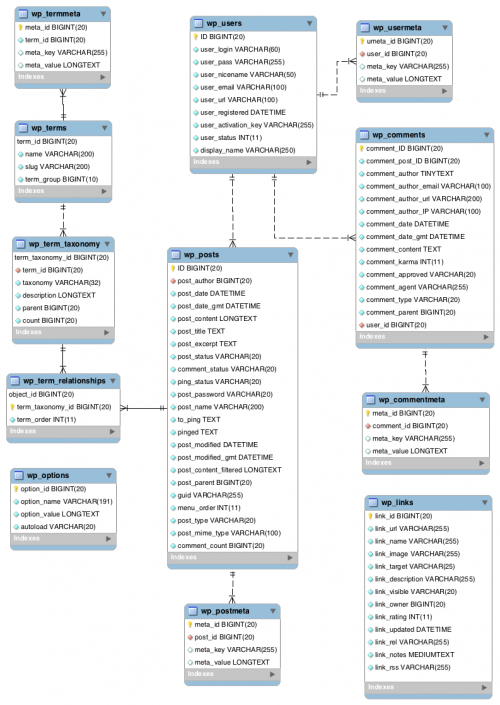 wp_termmeta
meta_id BIGINT(20)
term_id BIGINT(20)
meta_key VARCHAR(255)
meta_value LONGTEXT
Indexes
wp_terms
term_id BIGINT(20)
name VARCHAR(200)
slug VARCHAR(200)
term_group BIGINT(10)
Indexes
wp_term_taxonomy
term_taxonomy_id BIGINT(20)
term_id BIGINT(20)
taxonomy VARCHAR(32)
description LONGTEXT
parent BIGINT(20)
count BIGINT(20)
Indexes
wp_term_relationships
object_id BIGINT(20)
term_taxonomy_id BIGINT(20)
term_order INT(11)
Indexes
wp_options
option_id BIGINT(20)
option_name VARCHAR(191)
option_value LONGTEXT
autoload VARCHAR(20)
Indexes
wp_users
ID BIGINT(20)
user_login VARCHAR(60)
user_pass VARCHAR(255)
user_nicename VARCHAR(50)
user_email VARCHAR(100)
user_url VARCHAR(100)
user_registered DATETIME
user_activation_key VARCHAR(255)
user_status INT(11)
display_name VARCHAR(250)
Indexes
wp_posts
ID BIGINT(20)
post_author BIGINT(20)
post_date DATETIME
post_date_gmt DATETIME
post_content LONGTEXT
post_title TEXT
post_excerpt TEXT
post_status VARCHAR(20)
comment_status VARCHAR(20)
ping_status VARCHAR(20)
post_password VARCHAR(20)
post_name VARCHAR(200)
to_ping TEXT
pinged TEXT
post_modified DATETIME
post_modified_gmt DATETIME
post_content_filtered LONGTEXT
post_parent BIGINT(20)
guid VARCHAR(255)
menu_order INT(11)
post_type VARCHAR(20)
post_mime_type VARCHAR(100)
comment_count BIGINT(20)
Indexes
wp_postmeta
meta_id BIGINT(20)
post_id BIGINT(20)
meta_key VARCHAR(255)
meta_value LONGTEXT
Indexes
wp_usermeta
umeta_id BIGINT(20)
user_id BIGINT(20)
meta_key VARCHAR(255)
meta_value LONGTEXT
Indexes
wp_comments
comment_ID BIGINT(20)
comment_post_ID BIGINT(20)
comment_author TINYTEXT
comment_author_email VARCHAR(100)
comment_author_url VARCHAR(200)
comment_author_IP VARCHAR(100)
comment_date DATETIME
comment_date_gmt DATETIME
comment_content TEXT
comment_karma INT(11)
comment_approved VARCHAR(20)
comment_agent VARCHAR(255)
comment_type VARCHAR(20)
comment_parent BIGINT(20)
user_id BIGINT(20)
Indexes
wp_commentmeta
meta_id BIGINT(20)
comment_id BIGINT(20)
meta_key VARCHAR(255)
meta_value LONGTEXT
Indexes
wp_links
link_id BIGINT(20)
link_url VARCHAR(255)
link_name VARCHAR(255)
link_image VARCHAR(255)
link_target VARCHAR(25)
link_description VARCHAR(255)
link_visible VARCHAR(20)
link_owner BIGINT(20)
link_rating INT(11)
link_updated DATETIME
link_rel VARCHAR(255)
link_notes MEDIUMTEXT
link_rss VARCHAR(255)
Indexes